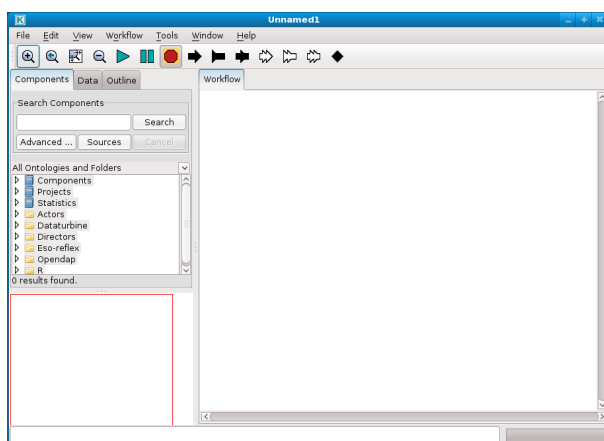 Unnamed1
File Edit View Workflow Tools Window Help
Components Data Outline
Workflow
Search Components
Search
Advanced ... Sources Cancel
All Ontologies and Folders
Components
Projects
Statistics
Actors
Dataturbine
Directors
Eso-reflex
Opendap
R
0 results found.